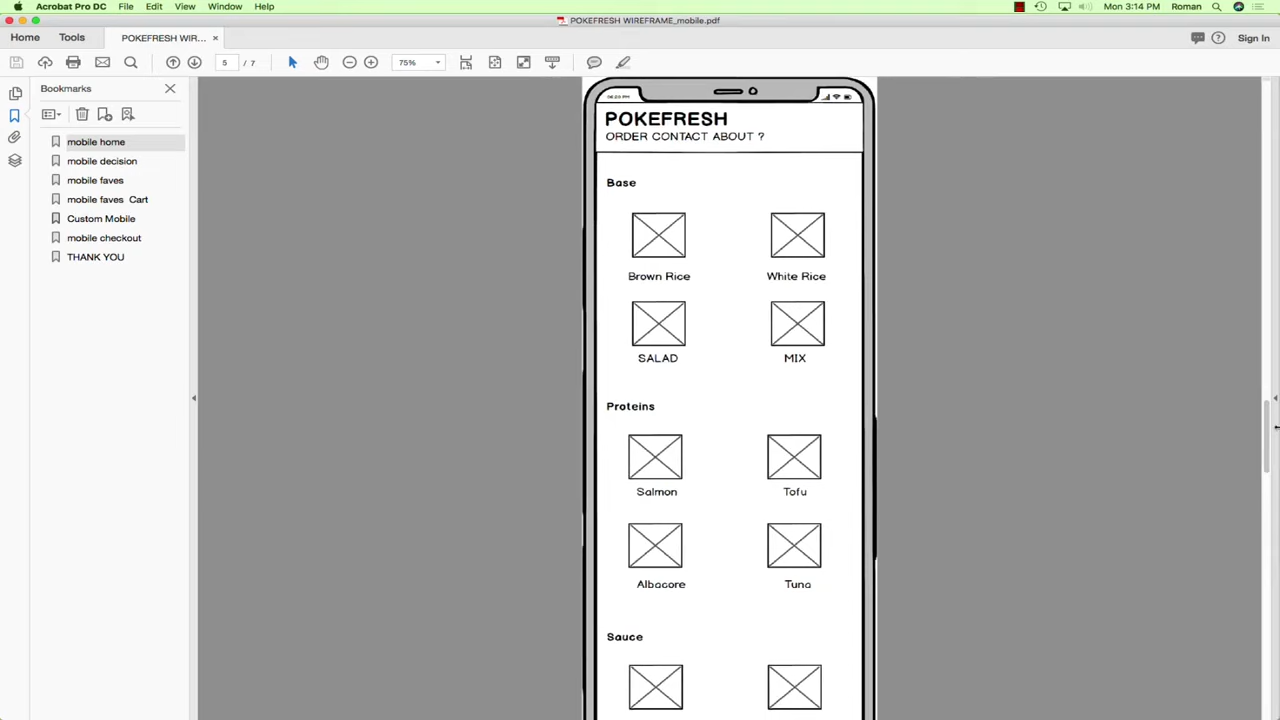 Acrobat Pro DC File Edit View Window Help Mon 3:14 PM Roman
POKEFRESH WIREFRAME_mobile.pdf
Home Tools POKEFRESH WIR... × Sign In
5 / 7 75%
Bookmarks
mobile home
mobile decision
mobile faves
mobile faves Cart
Custom Mobile
mobile checkout
THANK YOU
POKEFRESH
ORDER CONTACT ABOUT ?
Base
Brown Rice White Rice
SALAD MIX
Proteins
Salmon Tofu
Albacore Tuna
Sauce